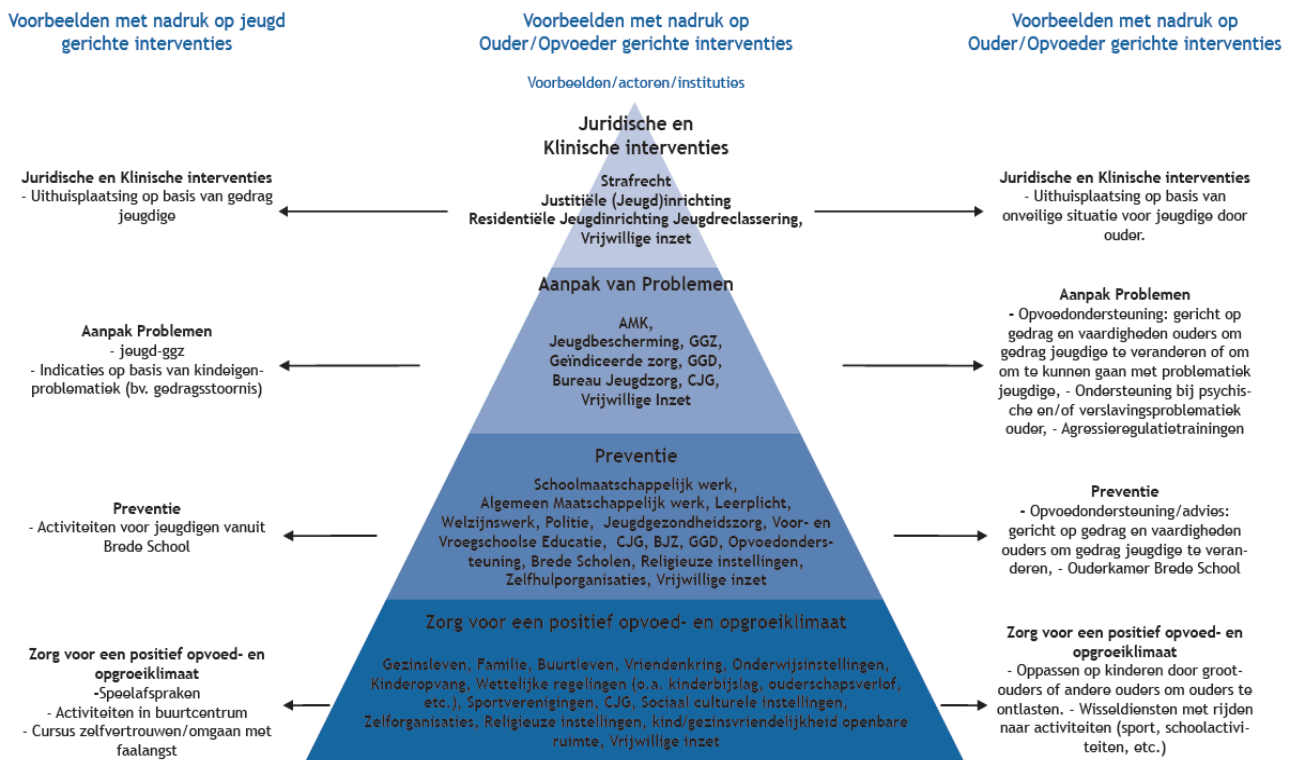 Voorbeelden met nadruk op jeugd
gerichte interventies
Voorbeelden met nadruk op
Ouder/Opvoeder gerichte interventies
Voorbeelden met nadruk op
Ouder/Opvoeder gerichte interventies
Voorbeelden/actoren/instituties
Juridische en
Klinische interventies
Strafrecht
Justitiële (Jeugd)inrichting
Residentiële Jeugdinrichting Jeugdreclassering,
Vrijwillige inzet
Juridische en Klinische interventies
- Uithuisplaatsing op basis van gedrag
jeugdige
Juridische en Klinische interventies
- Uithuisplaatsing op basis van
onveilige situatie voor jeugdige door
ouder.
Aanpak van Problemen
AMK,
Jeugdbescherming, GGZ,
Geïndiceerde zorg, GGD,
Bureau Jeugdzorg, CJG,
Vrijwillige Inzet
Aanpak Problemen
- jeugd-ggz
- Indicaties op basis van kindeigen-
problematiek (bv. gedragsstoornis)
Aanpak Problemen
- Opvoedondersteuning: gericht op
gedrag en vaardigheden ouders om
gedrag jeugdige te veranderen of om
om te kunnen gaan met problematiek
jeugdige, - Ondersteuning bij psychis-
che en/of verslavingsproblematiek
ouder, - Agressieregulatietrainingen
Preventie
Schoolmaatschappelijk werk,
Algemeen Maatschappelijk werk, Leerplicht,
Welzijnswerk, Politie, Jeugdgezondheidszorg, Voor- en
Vroegschoolse Educatie, CJG, BJZ, GGD, Opvoedonders-
teuning, Brede Scholen, Religieuze instellingen,
Zelfhulporganisaties, Vrijwillige inzet
Preventie
- Activiteiten voor jeugdigen vanuit
Brede School
Preventie
- Opvoedondersteuning/advies:
gericht op gedrag en vaardigheden
ouders om gedrag jeugdige te veran-
deren, - Ouderkamer Brede School
Zorg voor een positief opvoed- en opgroeiklimaat
Gezinsleven, Familie, Buurtleven, Vriendenkring, Onderwijsinstellingen,
Kinderopvang, Wettelijke regelingen (o.a. kinderbijslag, ouderschapsverlof,
etc.), Sportverenigingen, CJG, Sociaal culturele instellingen,
Zelforganisaties, Religieuze instellingen, kind/gezinsvriendelijkheid openbare
ruimte, Vrijwillige inzet
Zorg voor een positief opvoed- en
opgroeiklimaat
-Speelafspraken
- Activiteiten in buurtcentrum
- Cursus zelfvertrouwen/omgaan met
faalangst
Zorg voor een positief opvoed- en
opgroeiklimaat
- Oppassen op kinderen door groot-
ouders of andere ouders om ouders te
ontlasten. - Wisseldiensten met rijden
naar activiteiten (sport, schoolactivi-
teiten, etc.)